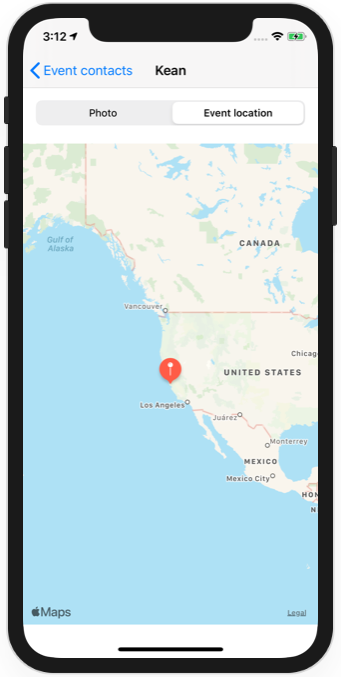 3:12
Event contacts
Kean
Photo
Event location
Gulf of
Alaska
CANADA
Vancouver
Chicag
UNITED STATES
Los Angeles
Juárez
Monterrey
MEXICO
Mexico City
HON
N
Maps
Legal